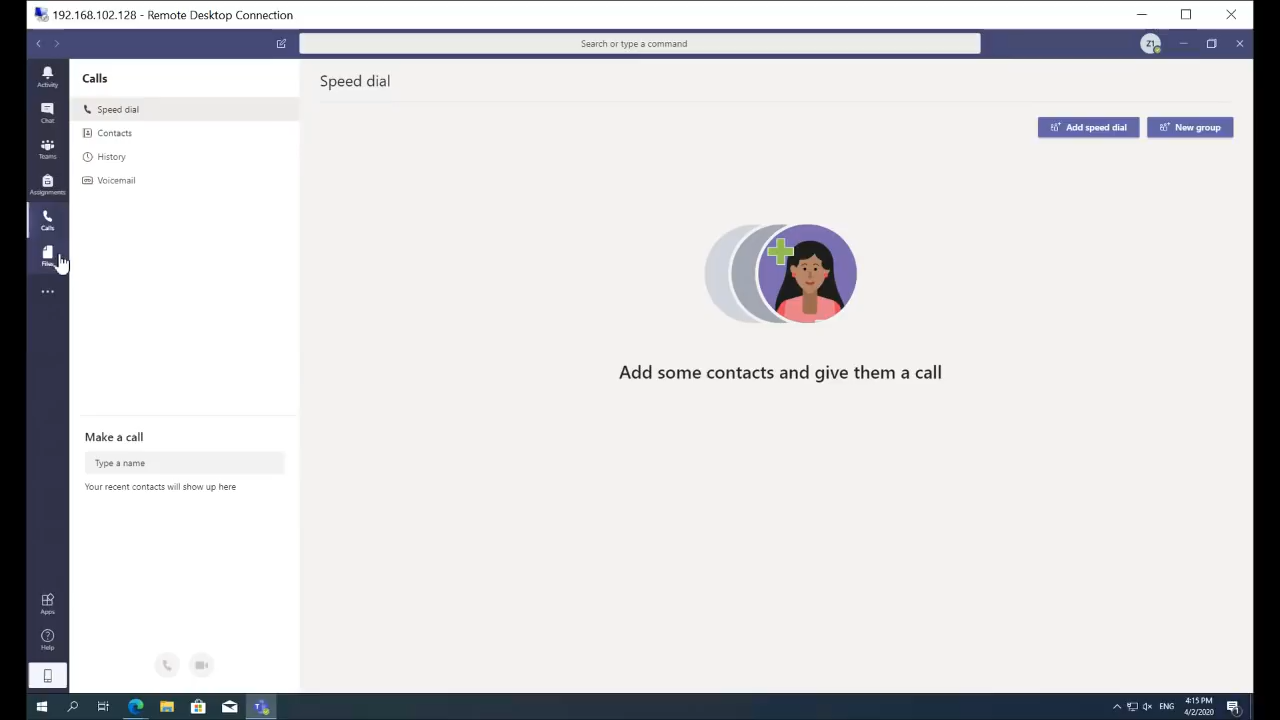 192.168.102.128 - Remote Desktop Connection
Search or type a command
Z1
Activity
Chat
Teams
Assignments
Calls
Apps
Help
Calls
Speed dial
Contacts
History
Voicemail
Make a call
Type a name
Your recent contacts will show up here
Speed dial
Add speed dial
New group
Add some contacts and give them a call
ENG
4:15 PM
4/2/2020